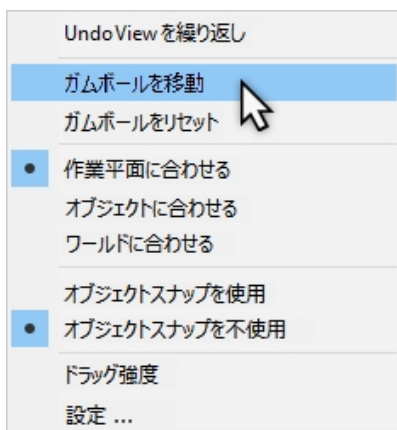 UndoViewを繰り返し
ガムボールを移動
ガムボールをリセット
作業平面に合わせる
オブジェクトに合わせる
ワールドに合わせる
オブジェクトスナップを使用
オブジェクトスナップを不使用
ドラッグ強度
設定 ...